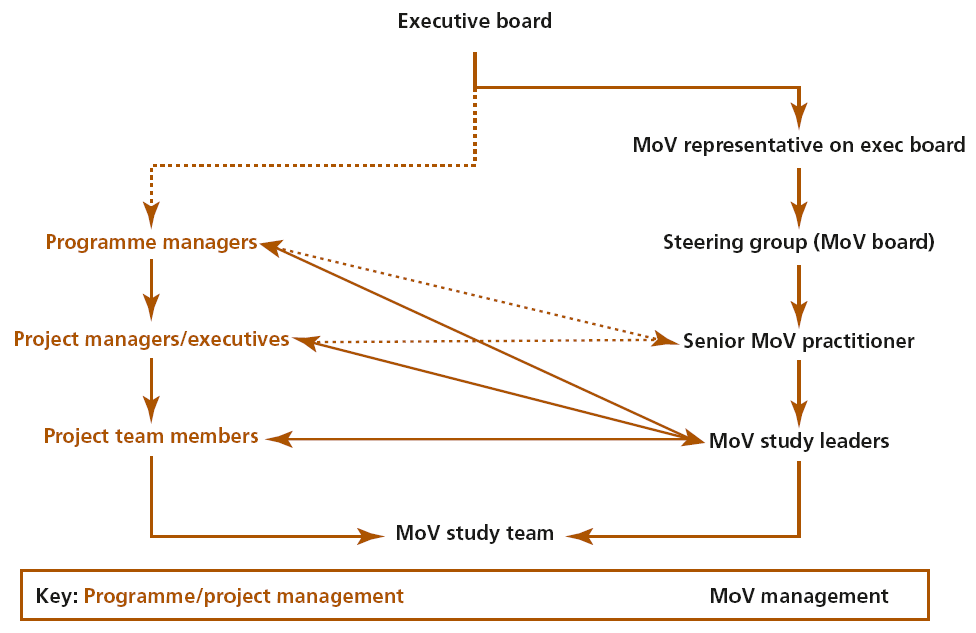 Executive board
MoV representative on exec board
Programme managers
Steering group (MoV board)
Project managers/executives
Senior MoV practitioner
Project team members
MoV study leaders
MoV study team
Key: Programme/project management
MoV management